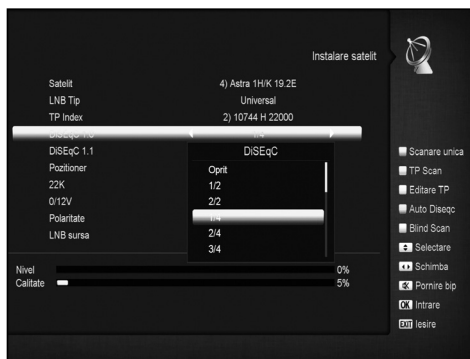 Instalare satelit
Satelit 4) Astra 1H/K 19.2E
LNB Tip Universal
TP Index 2) 10744 H 22000
DiSEqC 1.0 1/4
DiSEqC 1.1
Pozitioner
22K
0/12V
Polaritate
LNB sursa
DiSEqC
Oprit
1/2
2/2
1/4
2/4
3/4
Nivel 0%
Calitate 5%
Scanare unica
TP Scan
Editare TP
Auto Diseqc
Blind Scan
Selectare
Schimba
Pornire bip
OK Intrare
EXIT Iesire